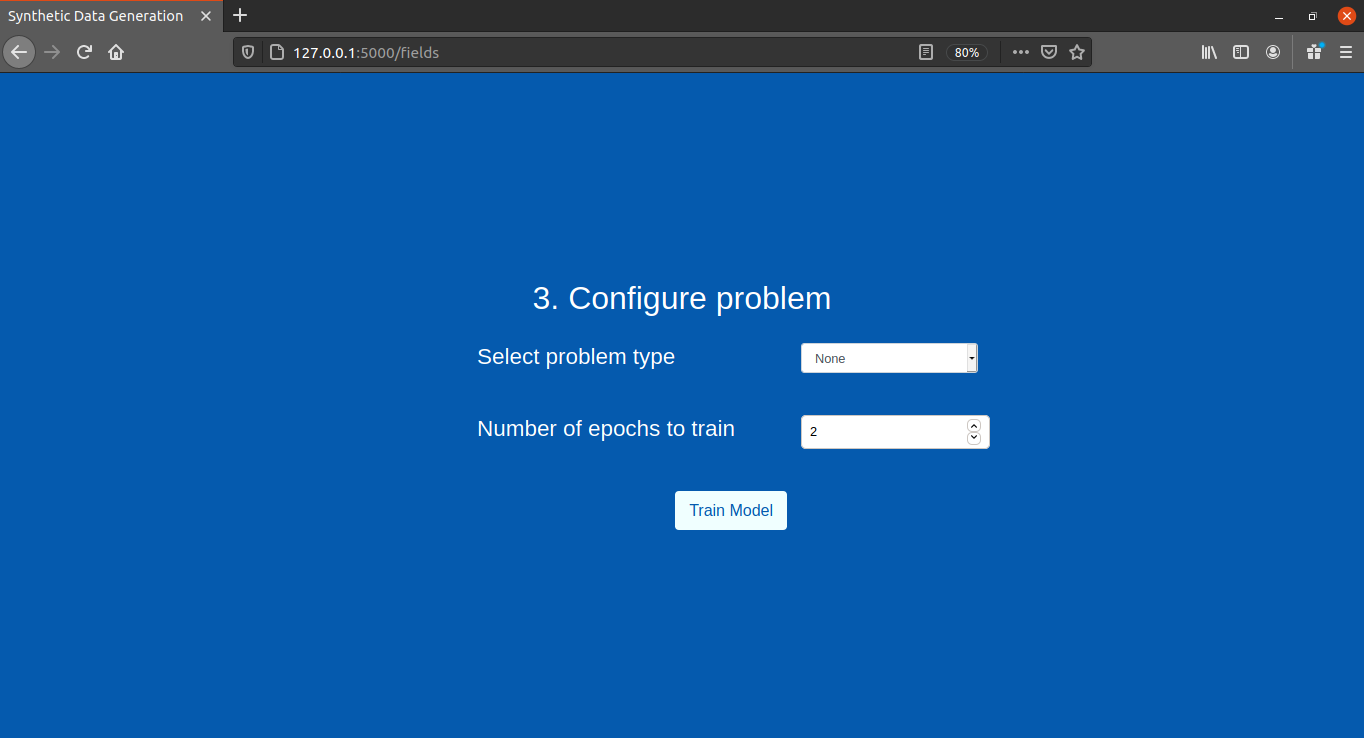 Synthetic Data Generation
127.0.0.1:5000/fields
80%
3. Configure problem
Select problem type
None
Number of epochs to train
2
Train Model